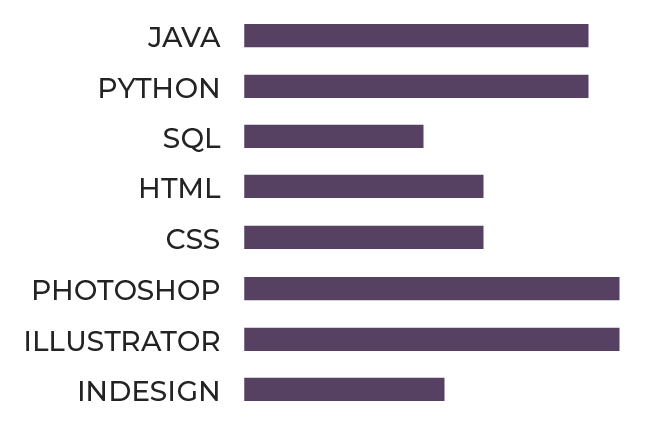 JAVA
PYTHON
SQL
HTML
CSS
PHOTOSHOP
ILLUSTRATOR
INDESIGN